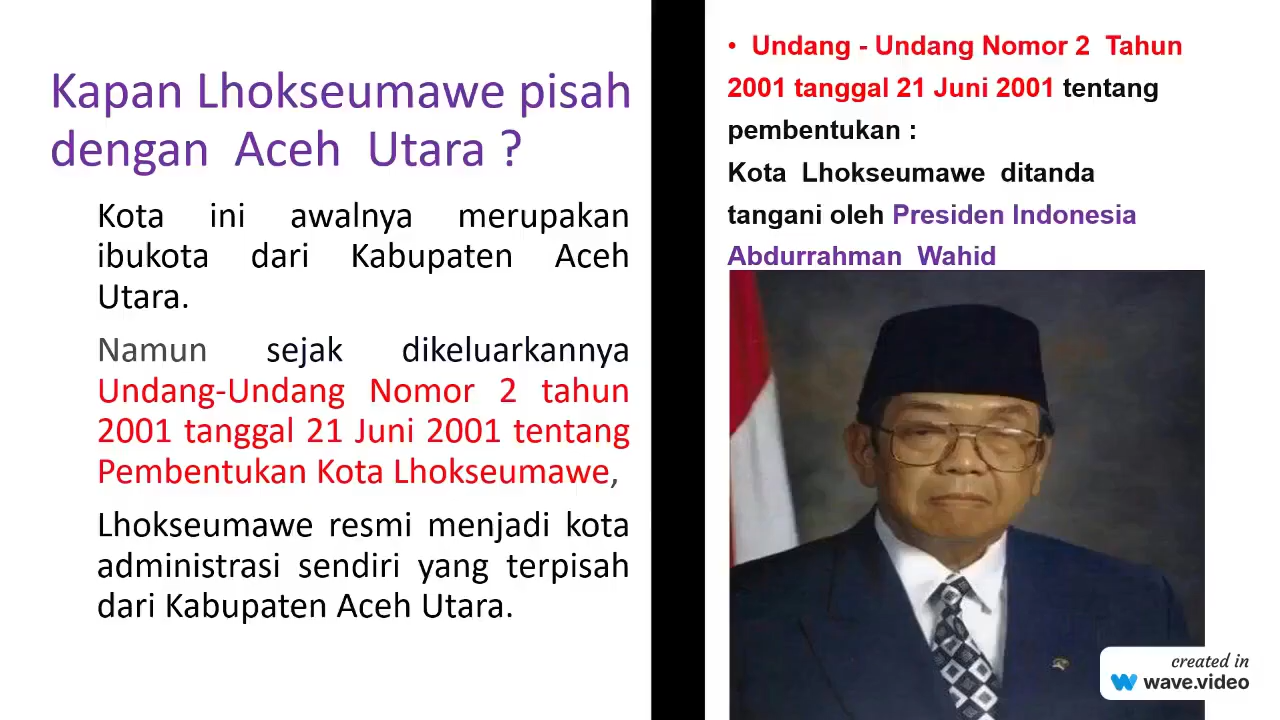 Kapan Lhokseumawe pisah
dengan Aceh Utara ?
Kota ini awalnya merupakan
ibukota dari Kabupaten Aceh
Utara.
Namun sejak dikeluarkannya
Undang-Undang Nomor 2 tahun
2001 tanggal 21 Juni 2001 tentang
Pembentukan Kota Lhokseumawe,
Lhokseumawe resmi menjadi kota
administrasi sendiri yang terpisah
dari Kabupaten Aceh Utara.
• Undang - Undang Nomor 2 Tahun
2001 tanggal 21 Juni 2001 tentang
pembentukan :
Kota Lhokseumawe ditanda
tangani oleh Presiden Indonesia
Abdurrahman Wahid
created in
wave.video